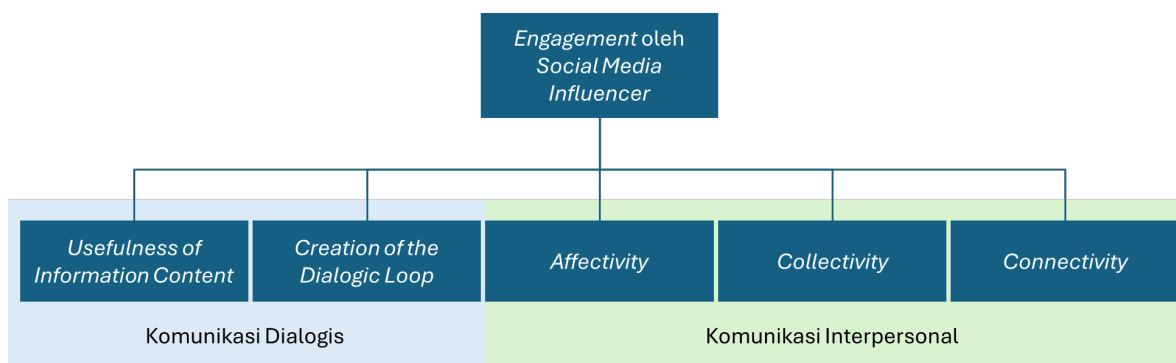 Engagement oleh
Social Media
Influencer
Usefulness of
Information Content
Creation of the
Dialogic Loop
Affectivity
Collectivity
Connectivity
Komunikasi Dialogis
Komunikasi Interpersonal